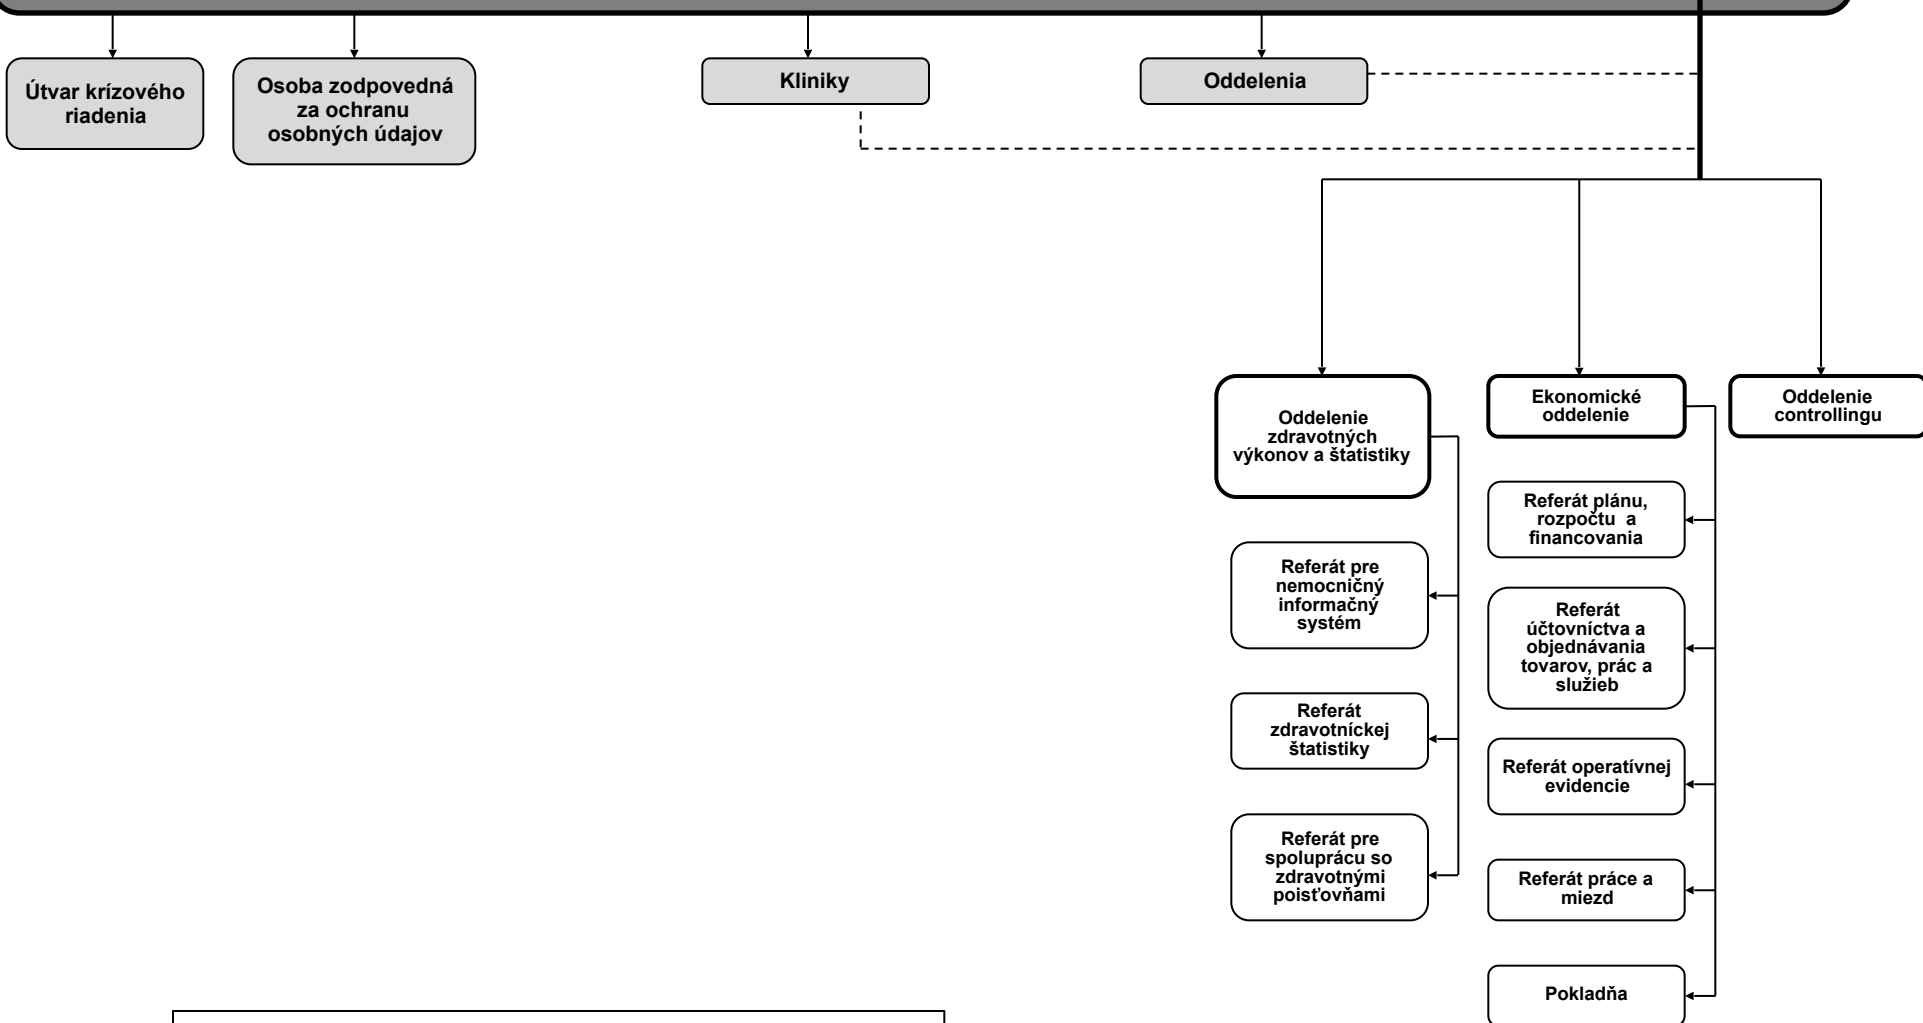 Útvar krízového
riadenia
Osoba zodpovedná
za ochranu
osobných údajov
Kliniky
Oddelenia
Oddelenie
zdravotných
výkonov a štatistiky
Ekonomické
oddelenie
Oddelenie
controllingu
Referát pre
nemocničný
informačný
systém
Referát
zdravotníckej
štatistiky
Referát pre
spoluprácu so
zdravotnými
poisťovňami
Referát plánu,
rozpočtu a
financovania
Referát
účtovníctva a
objednávania
tovarov, prác a
služieb
Referát operatívnej
evidencie
Referát práce a
miezd
Pokladňa